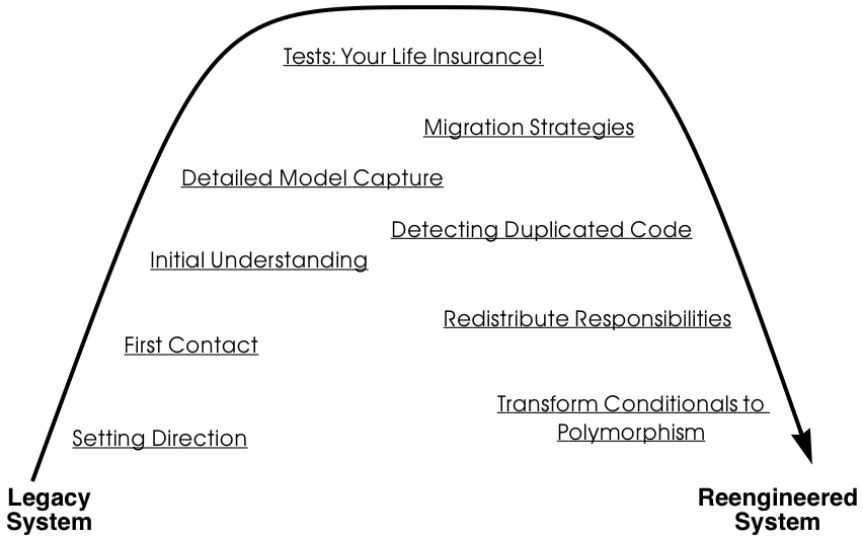 Tests: Your Life Insurance!
Migration Strategies
Detailed Model Capture
Detecting Duplicated Code
Initial Understanding
Redistribute Responsibilities
First Contact
Transform Conditionals to
Polymorphism
Setting Direction
Legacy
System
Reengineered
System